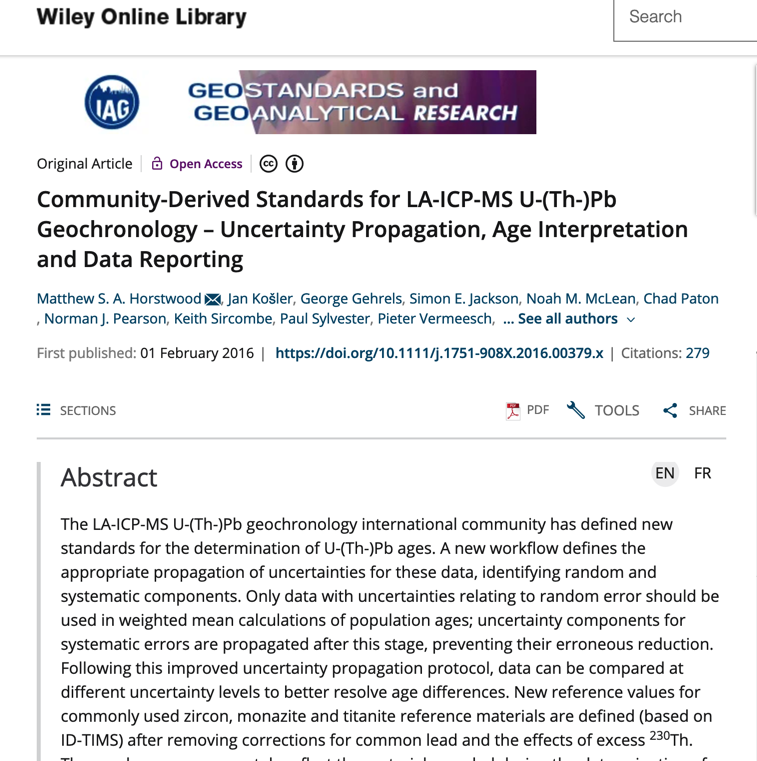 Wiley Online Library
Search
IAG
GEOSTANDARDS and
GEOANALYTICAL RESEARCH
Original Article | Open Access | cc
Community-Derived Standards for LA-ICP-MS U-(Th-)Pb
Geochronology – Uncertainty Propagation, Age Interpretation
and Data Reporting
Matthew S. A. Horstwood, Jan Košler, George Gehrels, Simon E. Jackson, Noah M. McLean, Chad Paton
, Norman J. Pearson, Keith Sircombe, Paul Sylvester, Pieter Vermeesch, ... See all authors
First published: 01 February 2016 | https://doi.org/10.1111/j.1751-908X.2016.00379.x | Citations: 279
SECTIONS PDF TOOLS SHARE
Abstract EN FR
The LA-ICP-MS U-(Th-)Pb geochronology international community has defined new
standards for the determination of U-(Th-)Pb ages. A new workflow defines the
appropriate propagation of uncertainties for these data, identifying random and
systematic components. Only data with uncertainties relating to random error should be
used in weighted mean calculations of population ages; uncertainty components for
systematic errors are propagated after this stage, preventing their erroneous reduction.
Following this improved uncertainty propagation protocol, data can be compared at
different uncertainty levels to better resolve age differences. New reference values for
commonly used zircon, monazite and titanite reference materials are defined (based on
ID-TIMS) after removing corrections for common lead and the effects of excess ²³⁰Th.